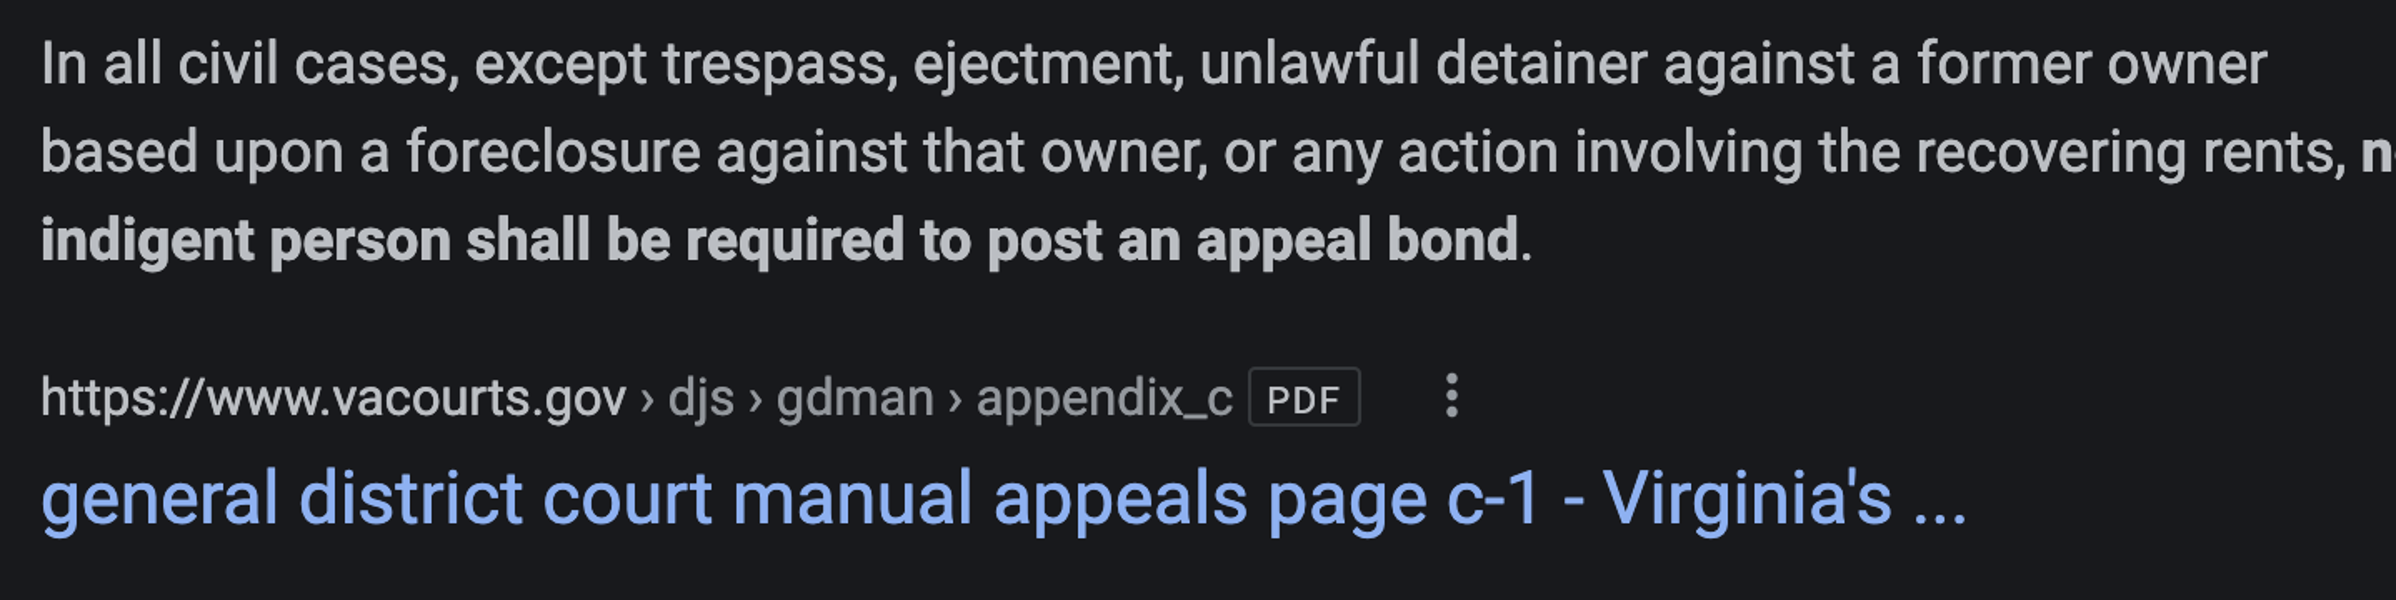 In all civil cases, except trespass, ejectment, unlawful detainer against a former owner
based upon a foreclosure against that owner, or any action involving the recovering rents,
indigent person shall be required to post an appeal bond.
https://www.vacourts.gov › djs › gdman › appendix_c PDF
general district court manual appeals page c-1 - Virginia's ...